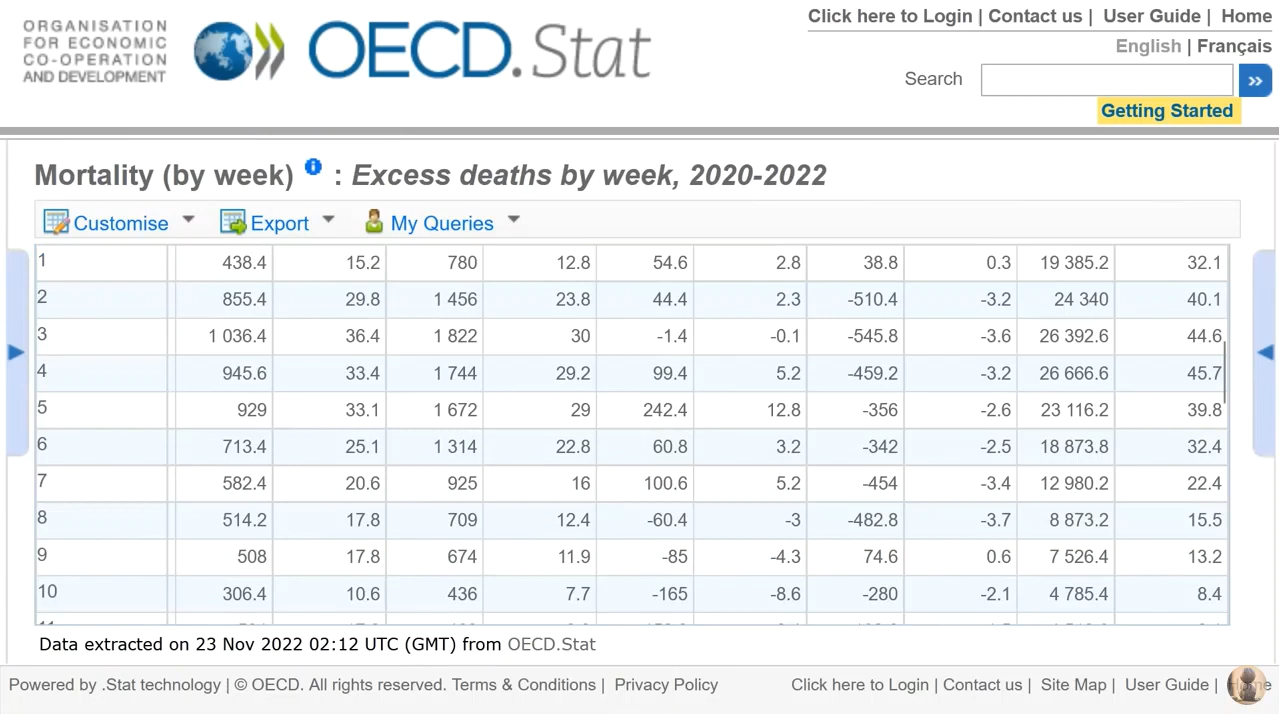 ORGANISATION
FOR ECONOMIC
CO-OPERATION
AND DEVELOPMENT
OECD.Stat
Click here to Login | Contact us | User Guide | Home
English | Français
Search
»
Getting Started
Mortality (by week) i : Excess deaths by week, 2020-2022
Customise Export My Queries
1 438.4 15.2 780 12.8 54.6 2.8 38.8 0.3 19 385.2 32.1
2 855.4 29.8 1 456 23.8 44.4 2.3 -510.4 -3.2 24 340 40.1
3 1 036.4 36.4 1 822 30 -1.4 -0.1 -545.8 -3.6 26 392.6 44.6
4 945.6 33.4 1 744 29.2 99.4 5.2 -459.2 -3.2 26 666.6 45.7
5 929 33.1 1 672 29 242.4 12.8 -356 -2.6 23 116.2 39.8
6 713.4 25.1 1 314 22.8 60.8 3.2 -342 -2.5 18 873.8 32.4
7 582.4 20.6 925 16 100.6 5.2 -454 -3.4 12 980.2 22.4
8 514.2 17.8 709 12.4 -60.4 -3 -482.8 -3.7 8 873.2 15.5
9 508 17.8 674 11.9 -85 -4.3 74.6 0.6 7 526.4 13.2
10 306.4 10.6 436 7.7 -165 -8.6 -280 -2.1 4 785.4 8.4
Data extracted on 23 Nov 2022 02:12 UTC (GMT) from OECD.Stat
Powered by .Stat technology | © OECD. All rights reserved. Terms & Conditions | Privacy Policy
Click here to Login | Contact us | Site Map | User Guide | Home